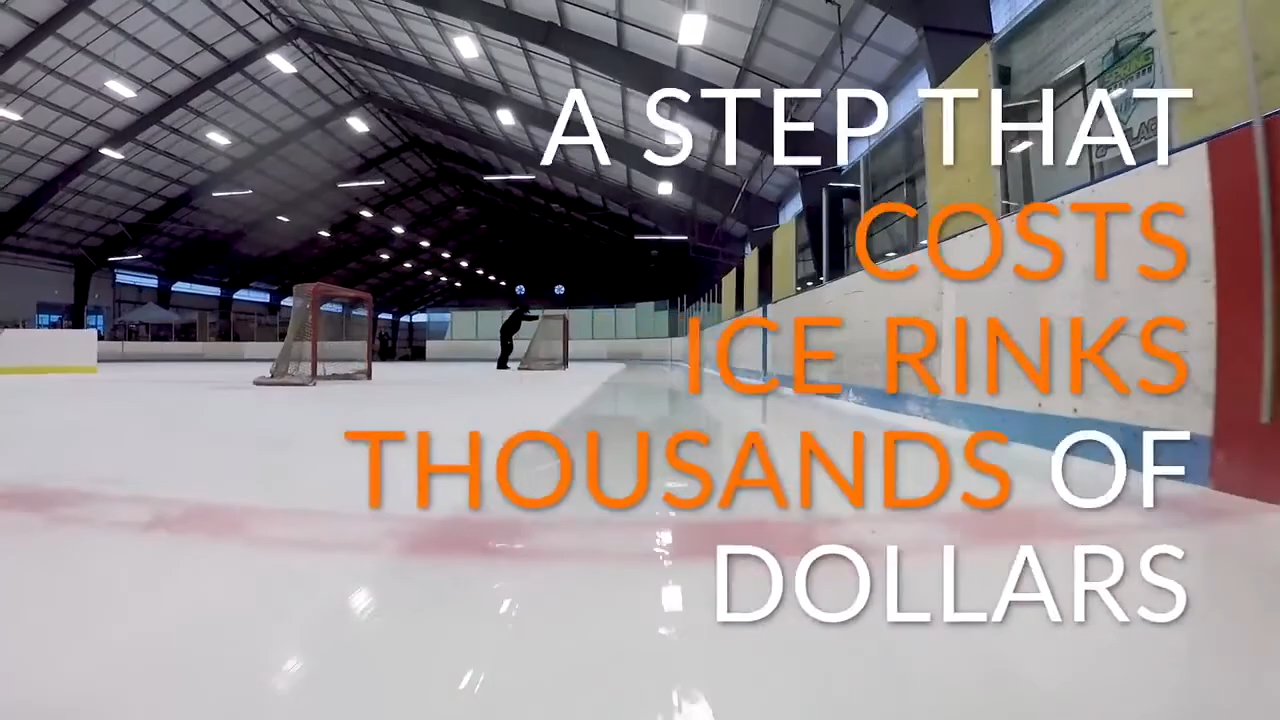 A STEP THAT
COSTS
ICE RINKS
THOUSANDS OF
DOLLARS